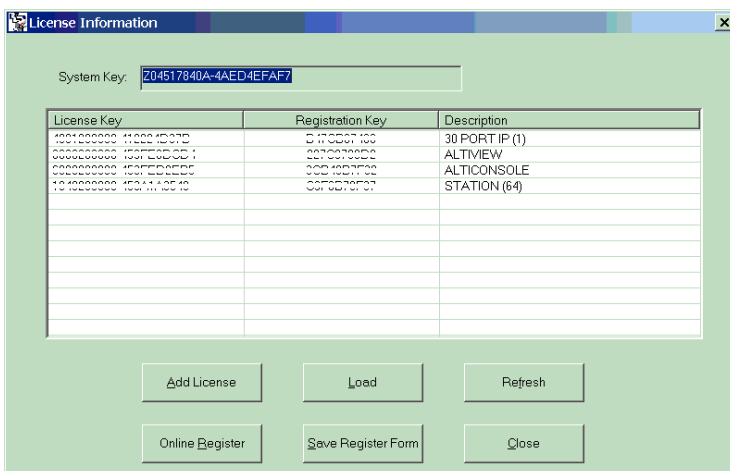 License Information
System Key: Z04517840A-4AED4EFAF7
License Key Registration Key Description
30 PORT IP (1)
ALTIVIEW
ALTICONSOLE
STATION (64)
Add License Load Refresh
Online Register Save Register Form Close